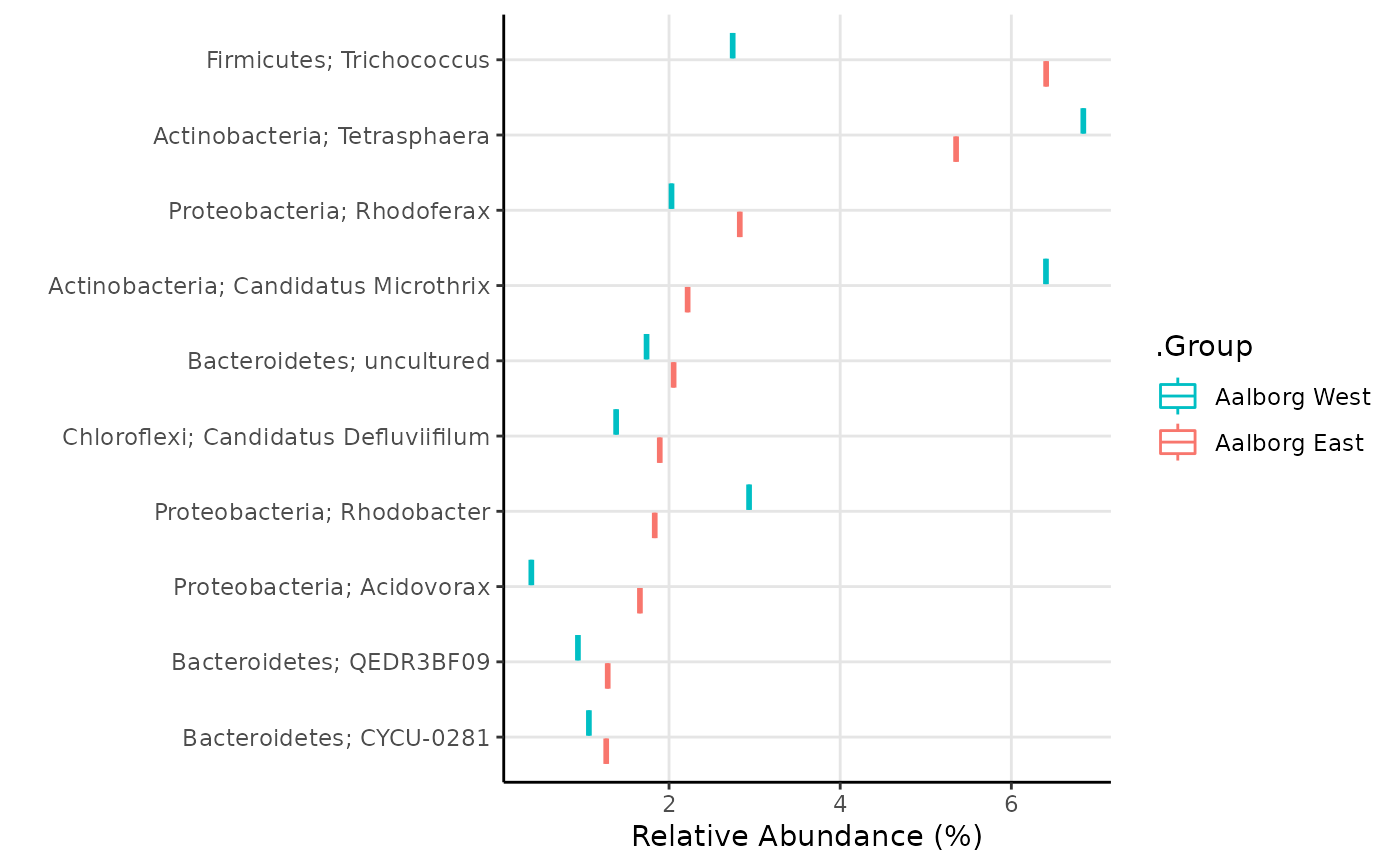 Firmicutes; Trichococcus
Actinobacteria; Tetrasphaera
Proteobacteria; Rhodoferax
Actinobacteria; Candidatus Microthrix
Bacteroidetes; uncultured
Chloroflexi; Candidatus Defluviifilum
Proteobacteria; Rhodobacter
Proteobacteria; Acidovorax
Bacteroidetes; QEDR3BF09
Bacteroidetes; CYCU-0281
2 4 6
Relative Abundance (%)
.Group
Aalborg West
Aalborg East